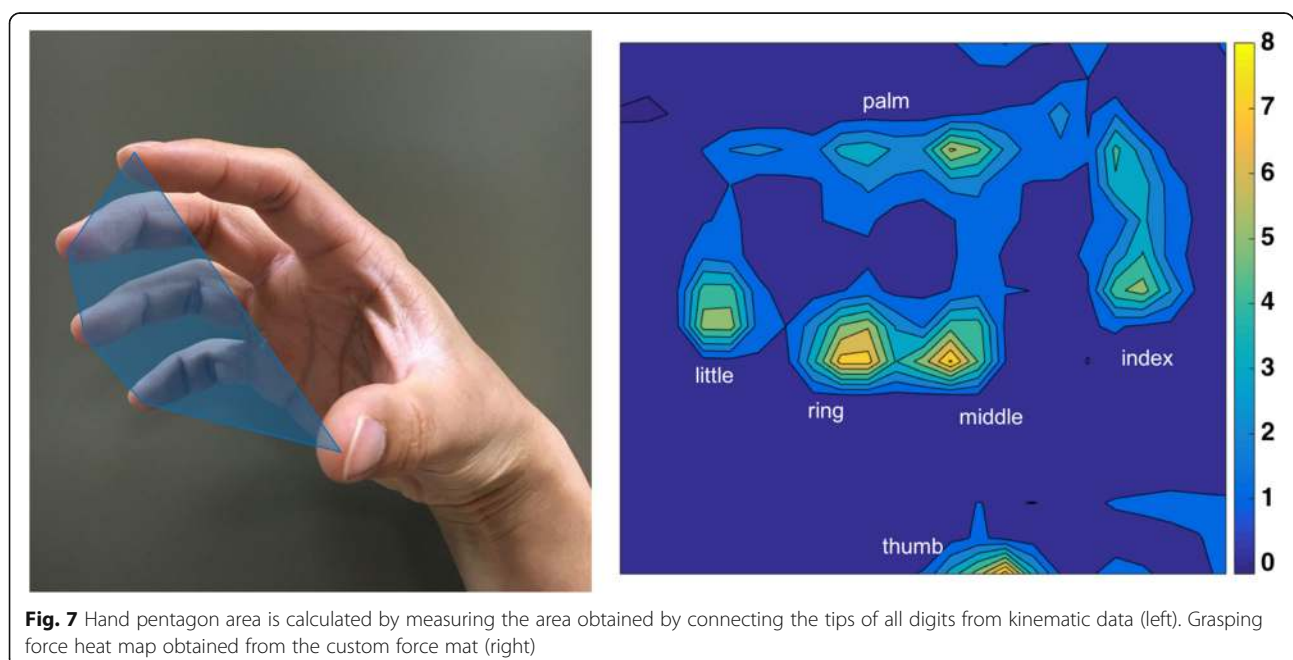 palm
little
ring
middle
index
thumb
8
7
6
5
4
3
2
1
0
Fig. 7 Hand pentagon area is calculated by measuring the area obtained by connecting the tips of all digits from kinematic data (left). Grasping
force heat map obtained from the custom force mat (right)